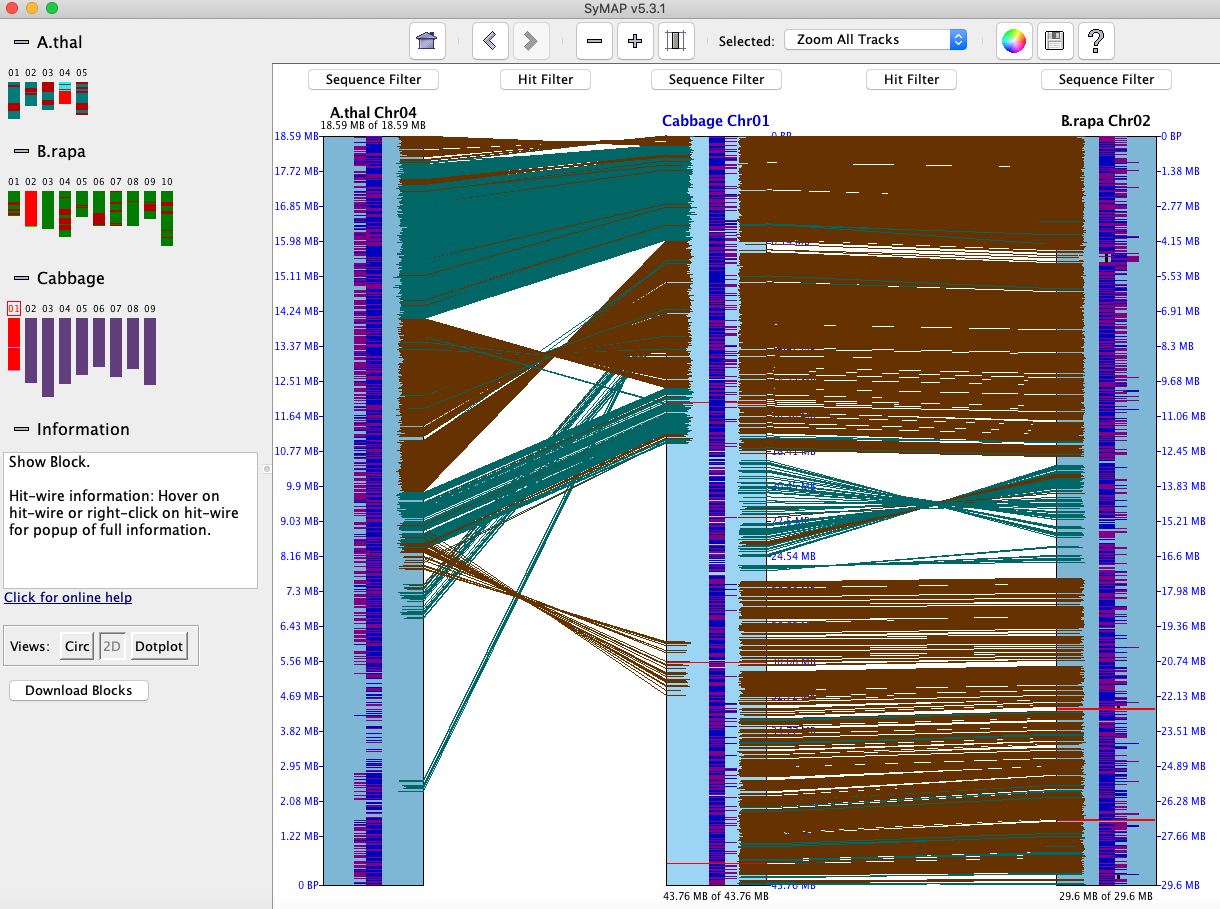 SyMAP v5.3.1
A.thal
01 02 03 04 05
B.rapa
01 02 03 04 05 06 07 08 09 10
Cabbage
01 02 03 04 05 06 07 08 09
Information
Show Block.
Hit-wire information: Hover on
hit-wire or right-click on hit-wire
for popup of full information.
Click for online help
Views: Circ 2D Dotplot
Download Blocks
Selected: Zoom All Tracks
?
Sequence Filter Hit Filter Sequence Filter Hit Filter Sequence Filter
A.thal Chr04
18.59 MB of 18.59 MB
Cabbage Chr01
B.rapa Chr02
18.59 MB
17.72 MB
16.85 MB
15.98 MB
15.11 MB
14.24 MB
13.37 MB
12.51 MB
11.64 MB
10.77 MB
9.9 MB
9.03 MB
8.16 MB
7.3 MB
6.43 MB
5.56 MB
4.69 MB
3.82 MB
2.95 MB
2.08 MB
1.22 MB
0 BP
0 BP
24.54 MB
43.76 MB
43.76 MB of 43.76 MB
0 BP
1.38 MB
2.77 MB
4.15 MB
5.53 MB
6.91 MB
8.3 MB
9.68 MB
11.06 MB
12.45 MB
13.83 MB
15.21 MB
16.6 MB
17.98 MB
19.36 MB
20.74 MB
22.13 MB
23.51 MB
24.89 MB
26.28 MB
27.66 MB
29.6 MB
29.6 MB of 29.6 MB